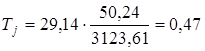 T_j = 29,14 · 50,24 / 3123,61 = 0,47